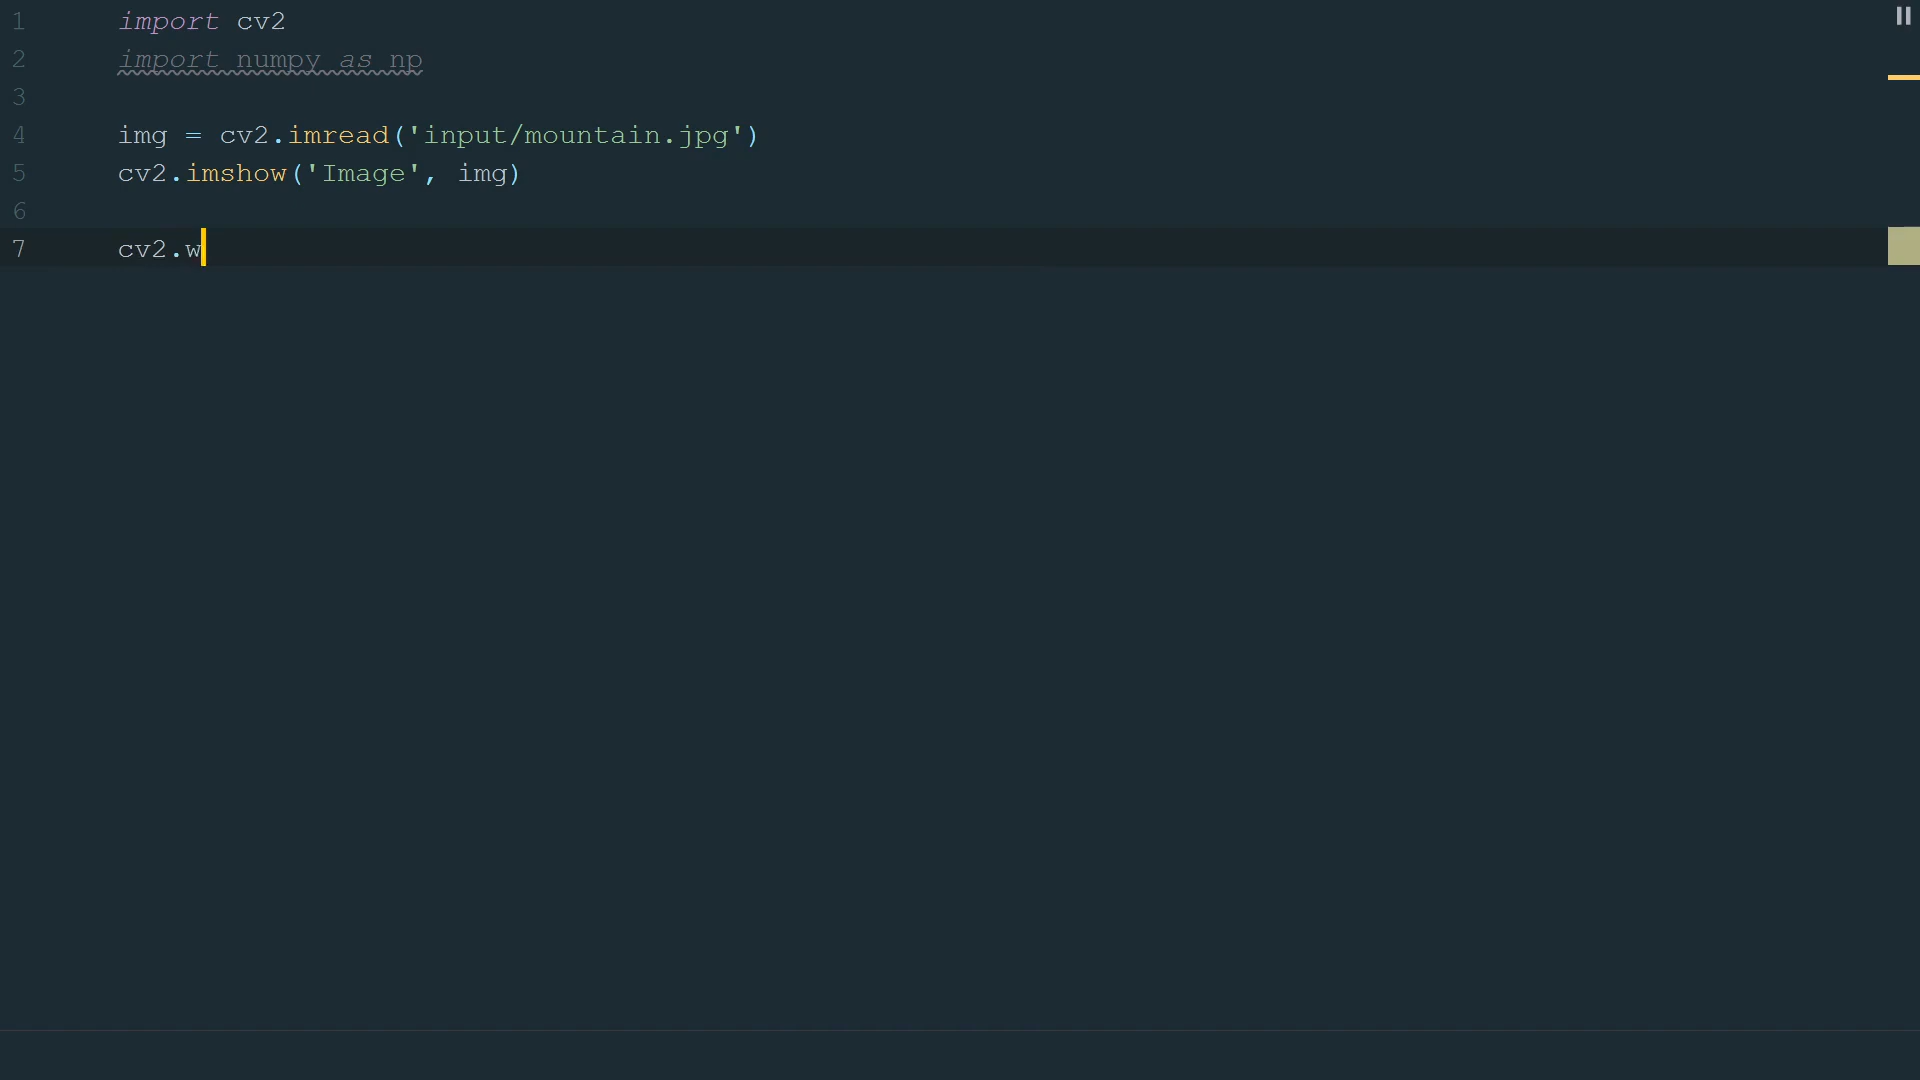 1 import cv2
2 import numpy as np
3
4 img = cv2.imread('input/mountain.jpg')
5 cv2.imshow('Image', img)
6
7 cv2.w